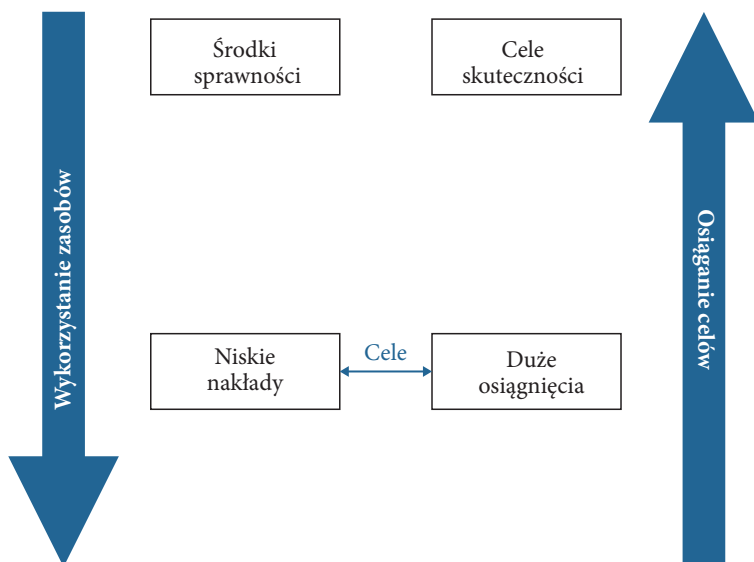 Środki
sprawności
Cele
skuteczności
Wykorzystanie zasobów
Osiąganie celów
Niskie
nakłady
Cele
Duże
osiągnięcia